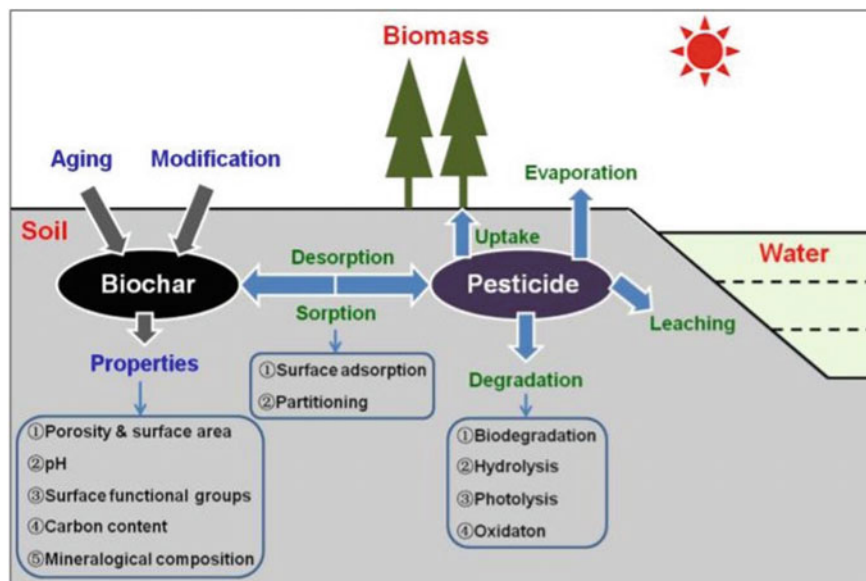 Biomass
Aging
Modification
Evaporation
Soil
Uptake
Water
Desorption
Biochar
Pesticide
Sorption
Leaching
Properties
①Surface adsorption
②Partitioning
Degradation
①Porosity & surface area
②pH
③Surface functional groups
④Carbon content
⑤Mineralogical composition
①Biodegradation
②Hydrolysis
③Photolysis
④Oxidaton